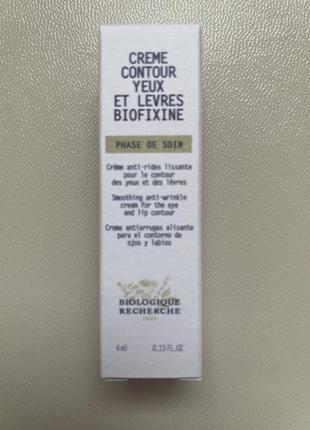 CREME
CONTOUR
YEUX
ET LEVRES
BIOFIXINE
PHASE DE SOIN
Crème anti-rides lissante
pour le contour
des yeux et des lèvres
Smoothing anti-wrinkle
cream for the eye
and lip contour
Crema antiarrugas alisante
para el contorno de
ojos y labios
BIOLOGIQUE
RECHERCHE
PARIS
4ml 0.13 FL.OZ